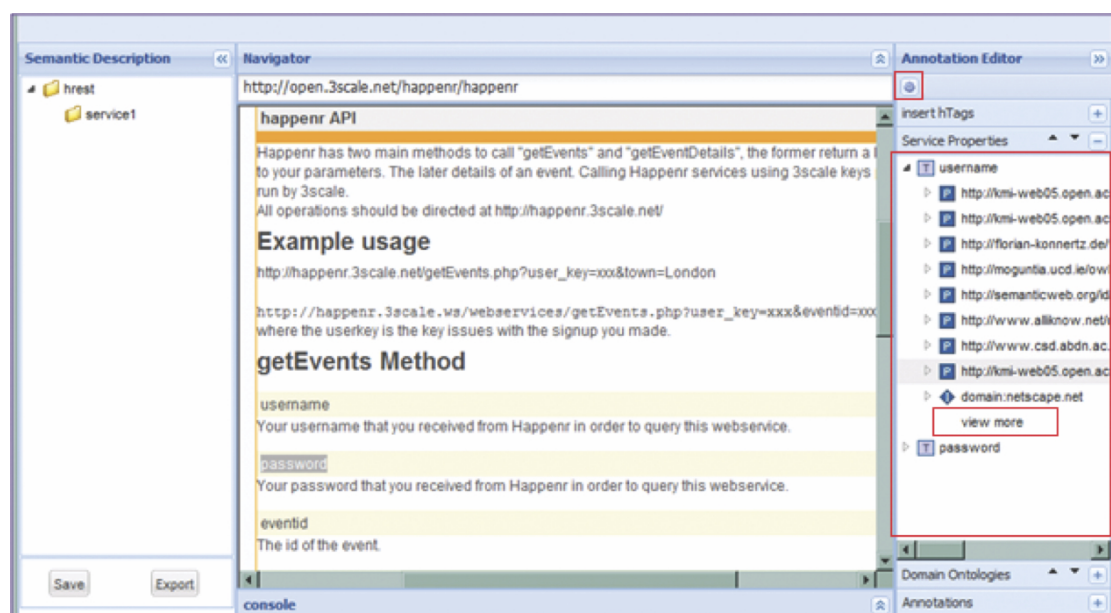 Semantic Description
hrest
service1
Save
Export
Navigator
http://open.3scale.net/happenr/happenr
happenr API
Happenr has two main methods to call "getEvents" and "getEventDetails", the former return a
to your parameters. The later details of an event. Calling Happenr services using 3scale keys
run by 3scale.
All operations should be directed at http://happenr.3scale.net/
Example usage
http://happenr.3scale.net/getEvents.php?user_key=xxx&town=London
http://happenr.3scale.ws/webservices/getEvents.php?user_key=xxx&eventid=xxx
where the userkey is the key issues with the signup you made.
getEvents Method
username
Your username that you received from Happenr in order to query this webservice.
password
Your password that you received from Happenr in order to query this webservice.
eventid
The id of the event.
console
Annotation Editor
insert hTags
Service Properties
T username
P http://kmi-web05.open.ac
P http://kmi-web05.open.ac
P http://florian-konnertz.de/
P http://moguntia.ucd.ie/owl
P http://semanticweb.org/id
P http://www.alliknow.net/
P http://www.csd.abdn.ac.
P http://kmi-web05.open.ac
I domain:netscape.net
view more
T password
Domain Ontologies
Annotations